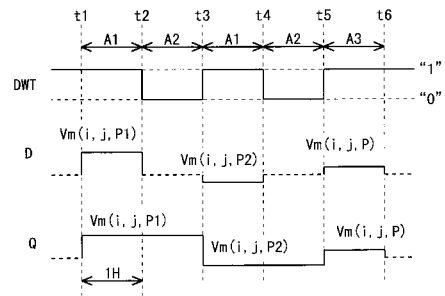 t1 t2 t3 t4 t5 t6
A1 A2 A1 A2 A3
DWT "1"
"0"
Vm(i, j, P1) Vm(i, j, P2) Vm(i, j, P)
D
Vm(i, j, P1) Vm(i, j, P2) Vm(i, j, P)
Q
1H